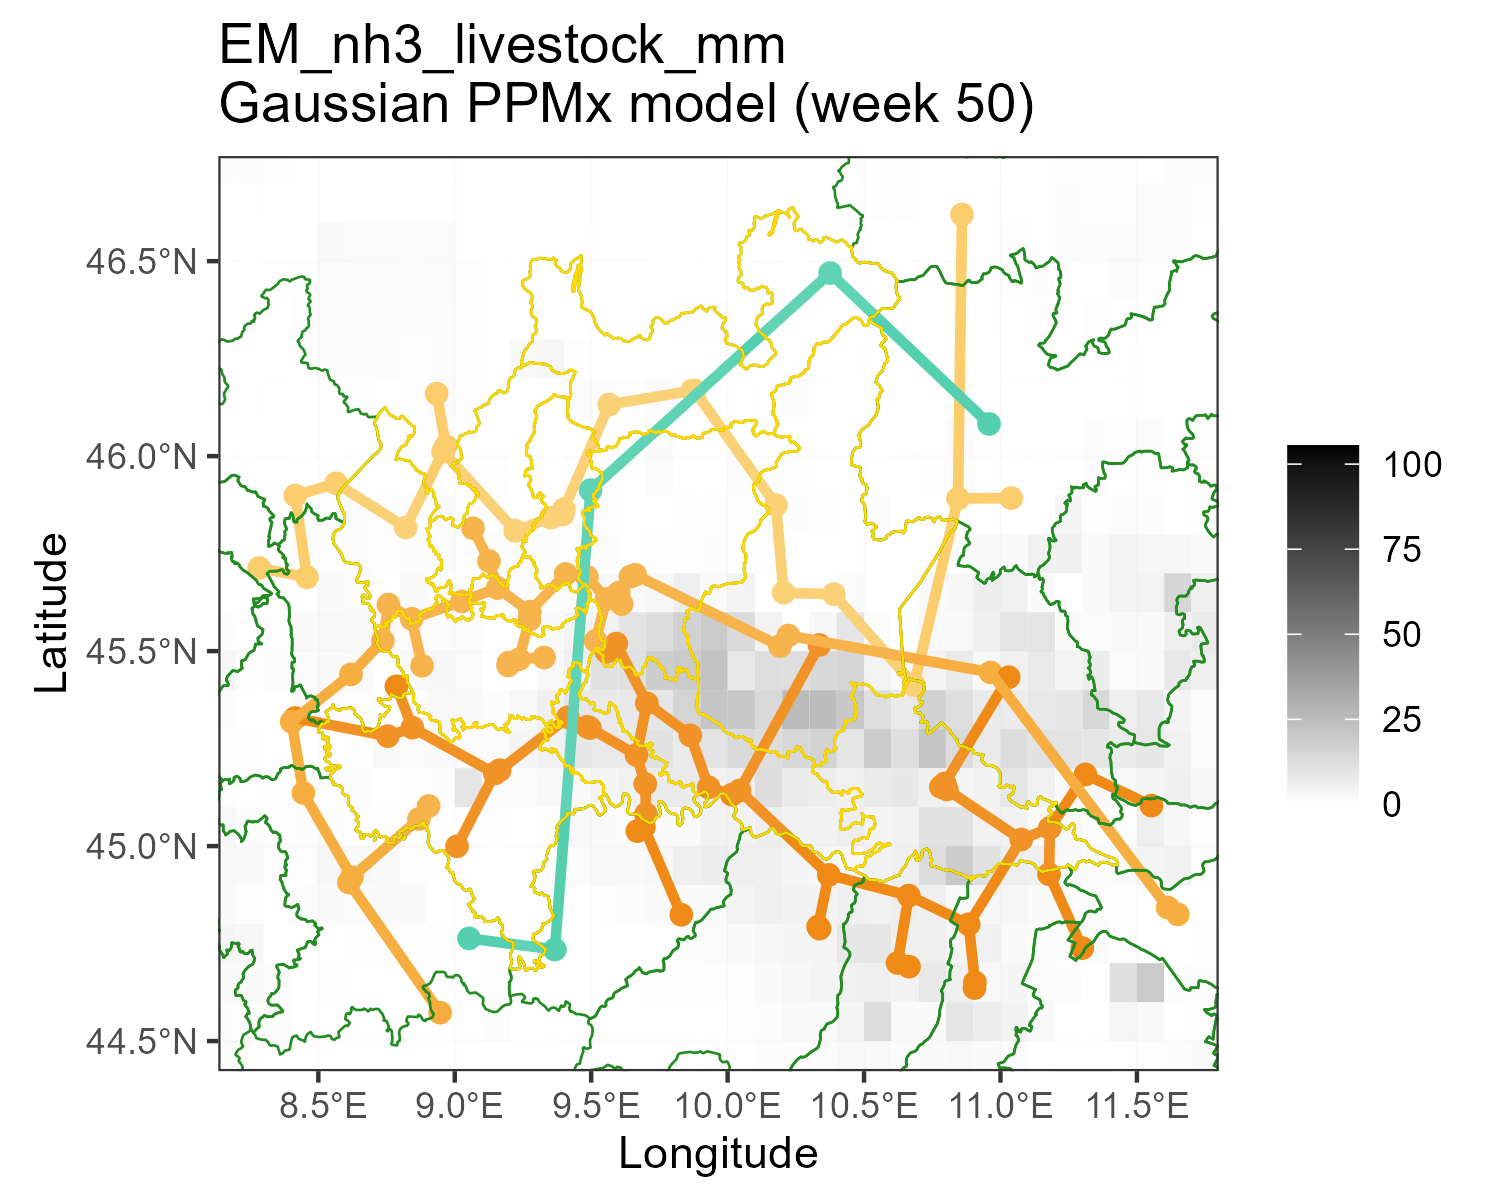 EM_nh3_livestock_mm
Gaussian PPMx model (week 50)
Latitude
46.5°N
46.0°N
45.5°N
45.0°N
44.5°N
8.5°E
9.0°E
9.5°E
10.0°E
10.5°E
11.0°E
11.5°E
Longitude
100
75
50
25
0